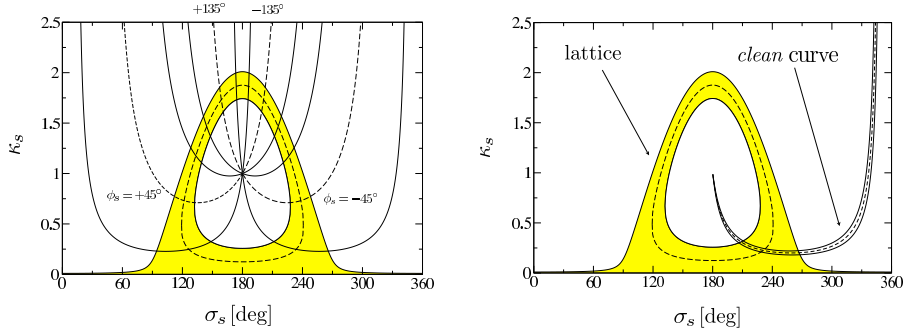 +135° −135°
2.5
2
1.5
1
0.5
0
κs
ϕs=+45°
ϕs=−45°
0 60 120 180 240 300 360
σs [deg]
2.5
2
1.5
1
0.5
0
κs
lattice
clean curve
0 60 120 180 240 300 360
σs [deg]